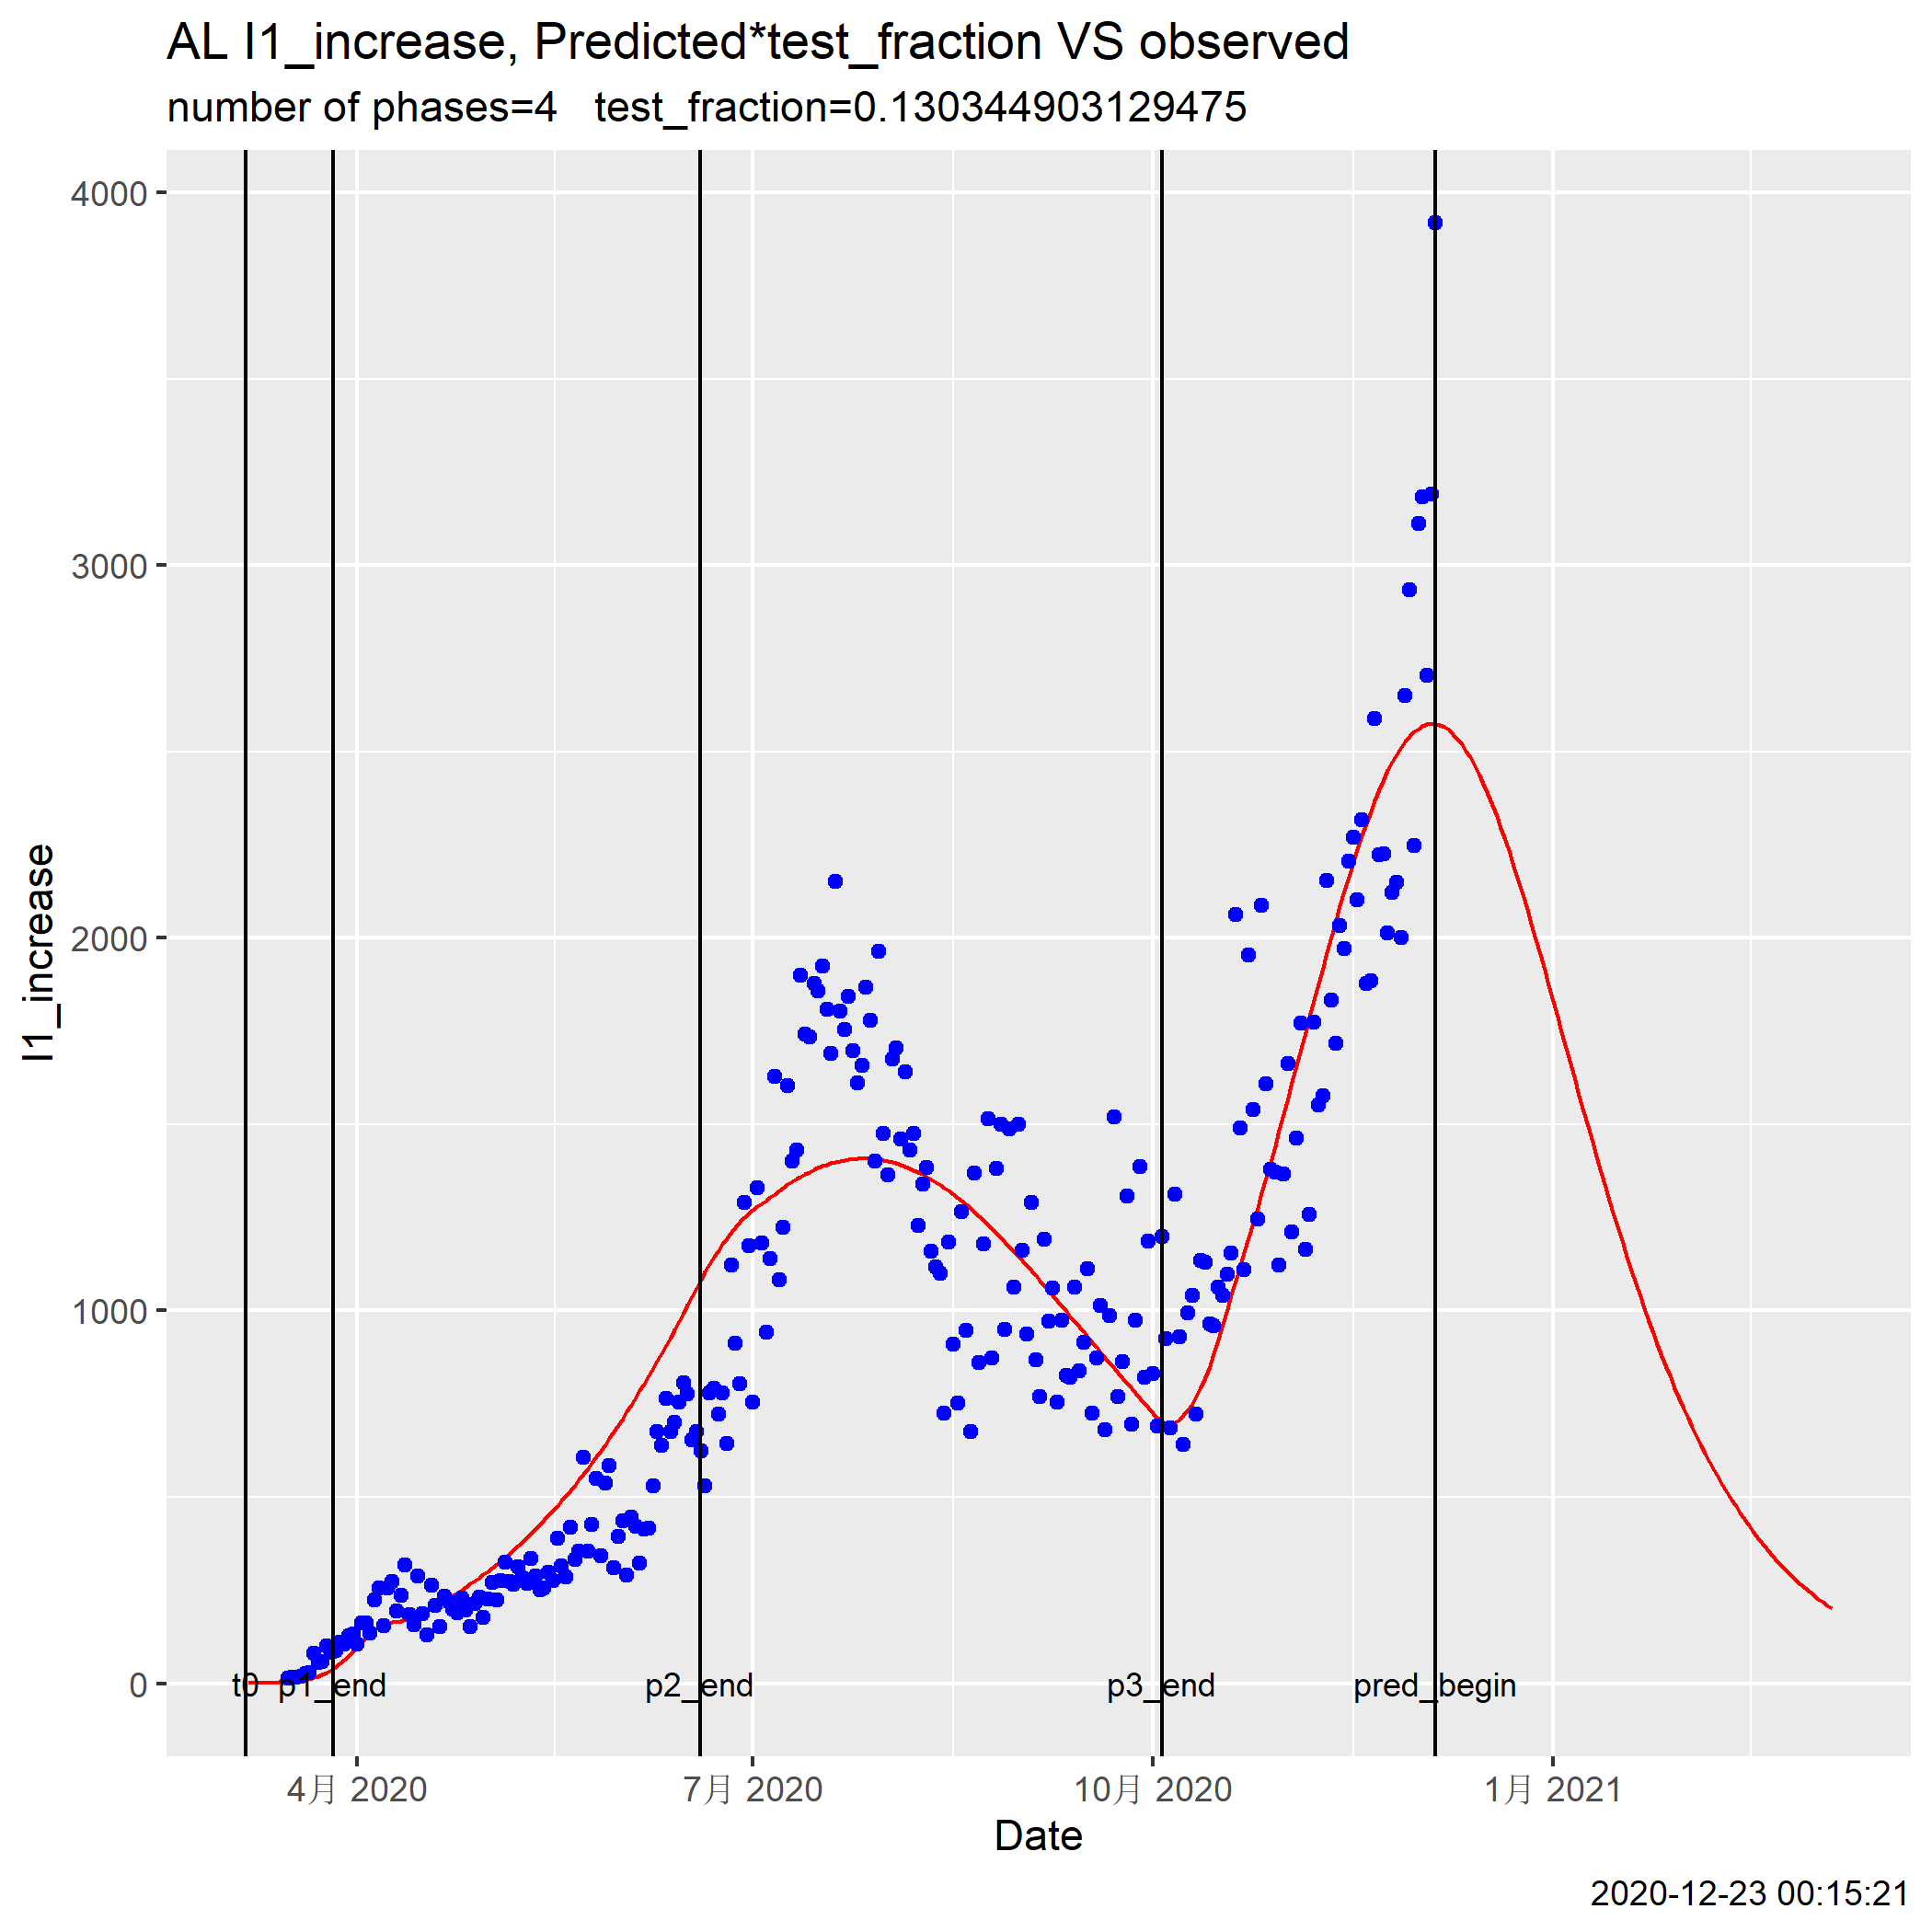 AL I1_increase, Predicted*test_fraction VS observed
number of phases=4   test_fraction=0.130344903129475
4000
3000
2000
1000
0
I1_increase
t0 p1_end p2_end p3_end pred_begin
4月 2020 7月 2020 10月 2020 1月 2021
Date
2020-12-23 00:15:21